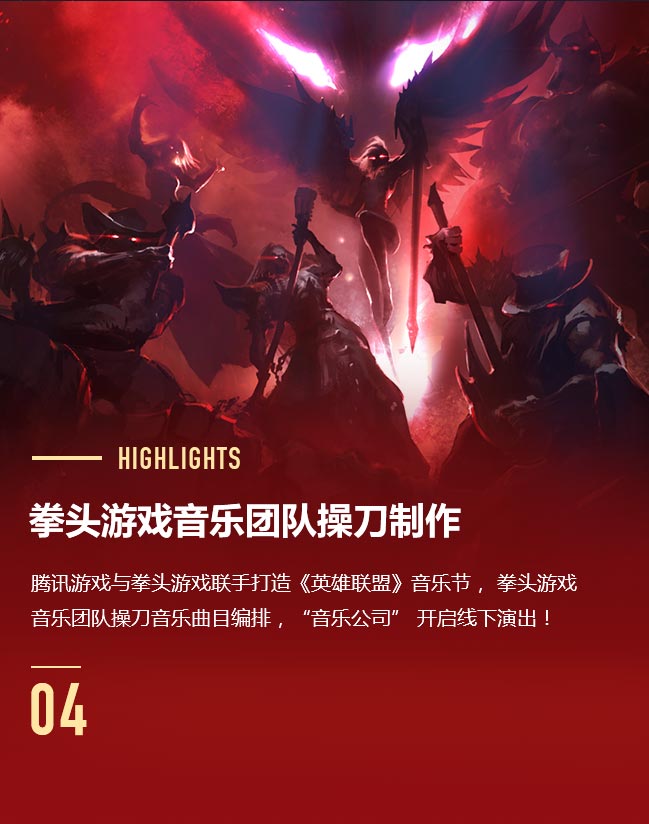 HIGHLIGHTS
拳头游戏音乐团队操刀制作
腾讯游戏与拳头游戏联手打造《英雄联盟》音乐节，拳头游戏
音乐团队操刀音乐曲目编排，“音乐公司” 开启线下演出！
04